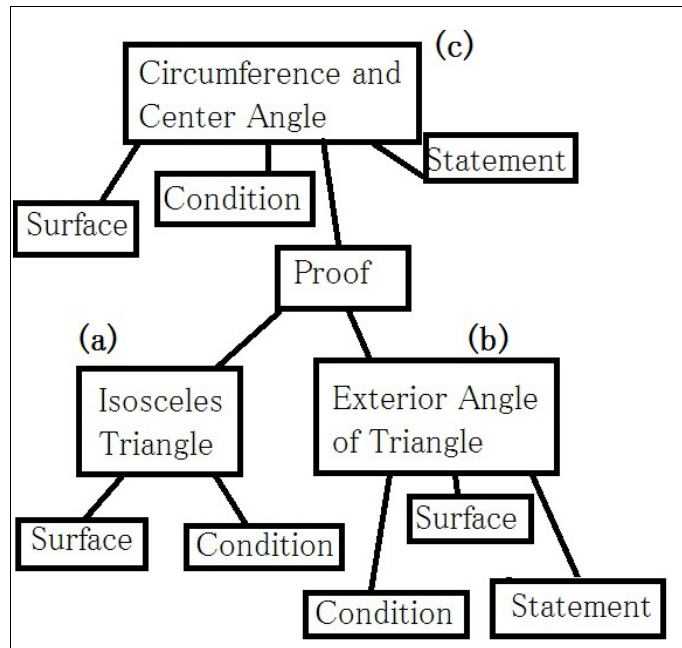 (c)
Circumference and
Center Angle
Statement
Condition
Surface
Proof
(a)
(b)
Isosceles
Triangle
Exterior Angle
of Triangle
Surface
Condition
Surface
Condition
Statement